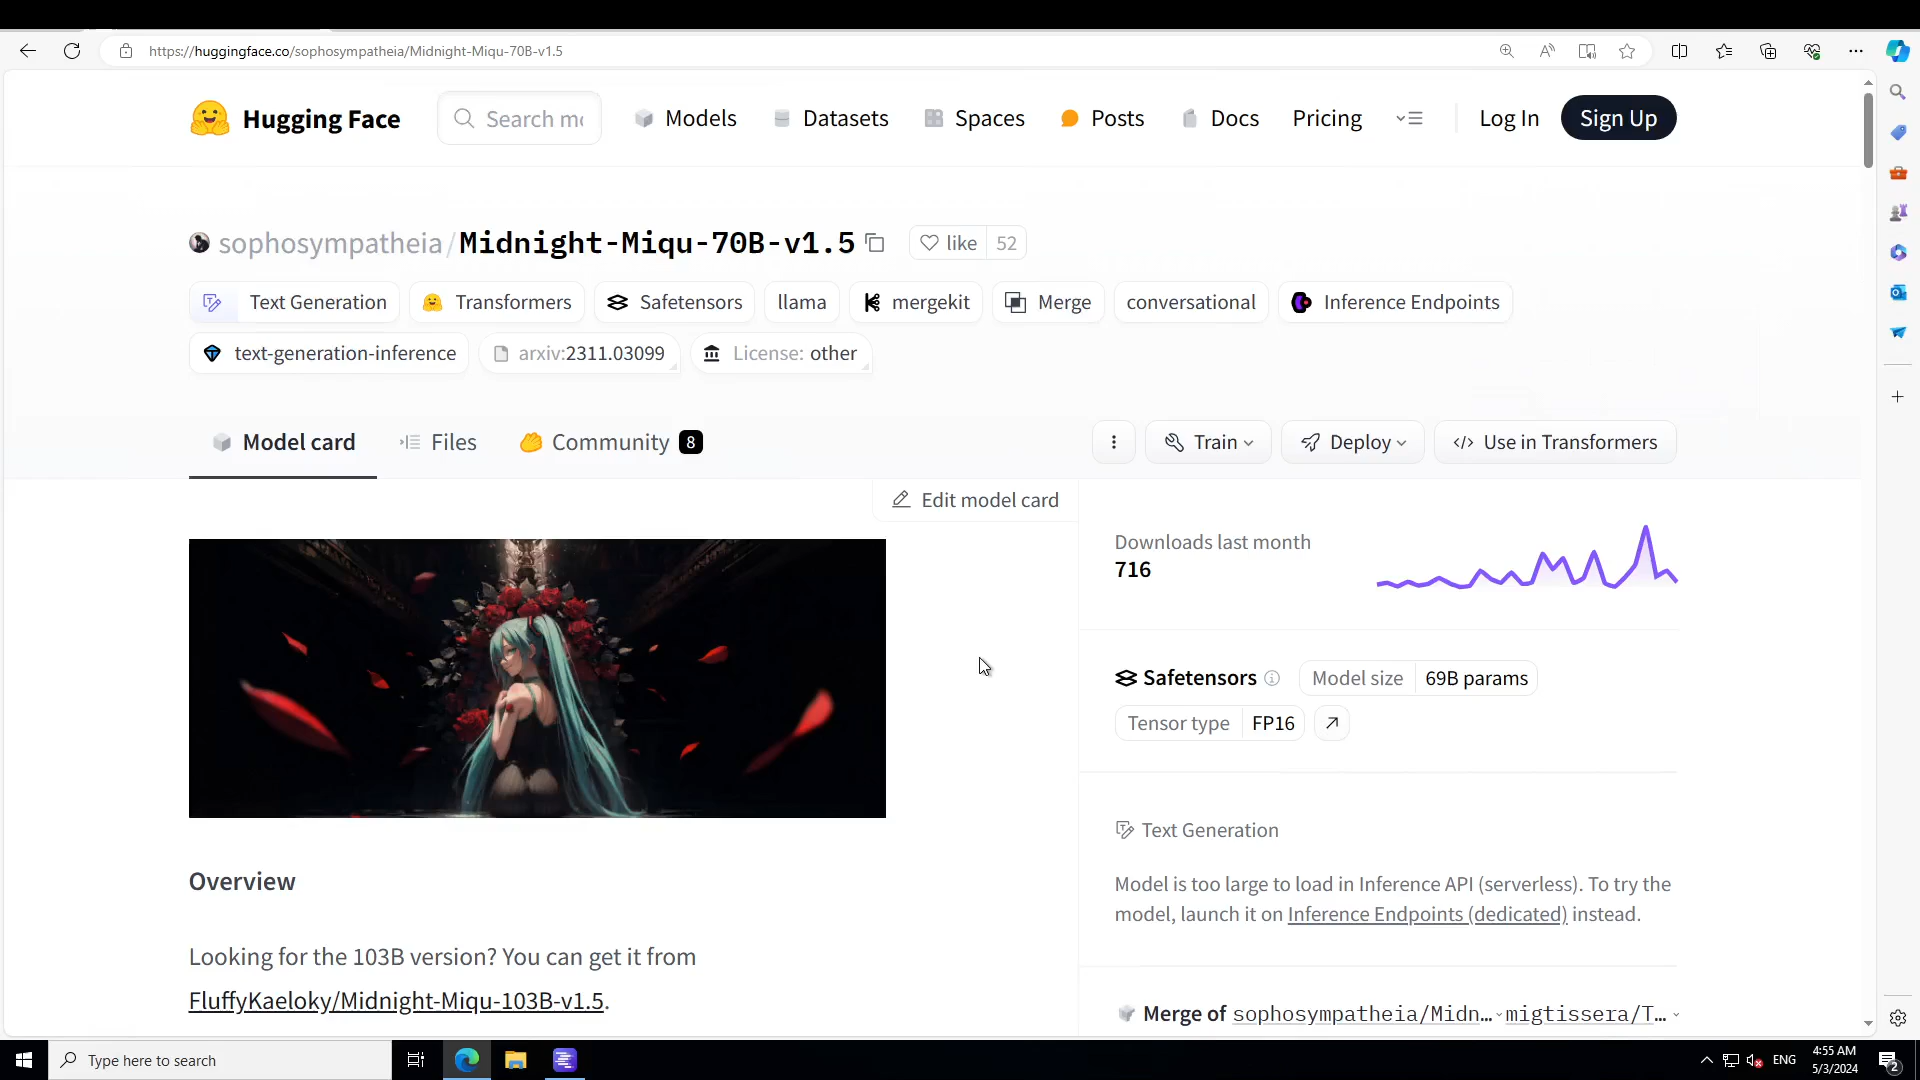 https://huggingface.co/sophosympatheia/Midnight-Miqu-70B-v1.5
Hugging Face
Search mo
Models
Datasets
Spaces
Posts
Docs
Pricing
Log In
Sign Up
sophosympatheia/Midnight-Miqu-70B-v1.5
like 52
Text Generation
Transformers
Safetensors
llama
mergekit
Merge
conversational
Inference Endpoints
text-generation-inference
arxiv:2311.03099
License: other
Model card
Files
Community 8
Train
Deploy
Use in Transformers
Edit model card
Downloads last month
716
Safetensors
Model size 69B params
Tensor type FP16
Text Generation
Model is too large to load in Inference API (serverless). To try the
model, launch it on Inference Endpoints (dedicated) instead.
Merge of sophosympatheia/Midn… migtissera/T…
Overview
Looking for the 103B version? You can get it from
FluffyKaeloky/Midnight-Miqu-103B-v1.5.
Type here to search
ENG
4:55 AM
5/3/2024
2